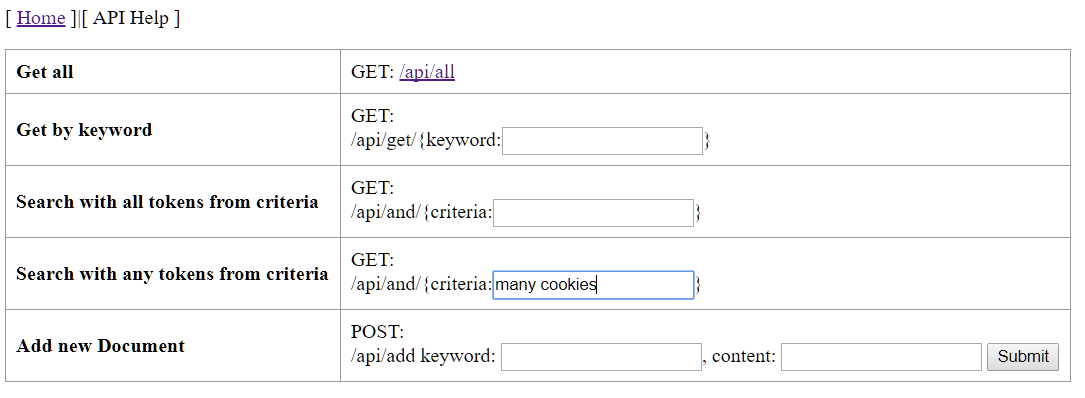 [ Home ]|[ API Help ]
Get all
GET: /api/all
Get by keyword
GET:
/api/get/{keyword: }
Search with all tokens from criteria
GET:
/api/and/{criteria: }
Search with any tokens from criteria
GET:
/api/and/{criteria: many cookies }
Add new Document
POST:
/api/add keyword: , content: Submit